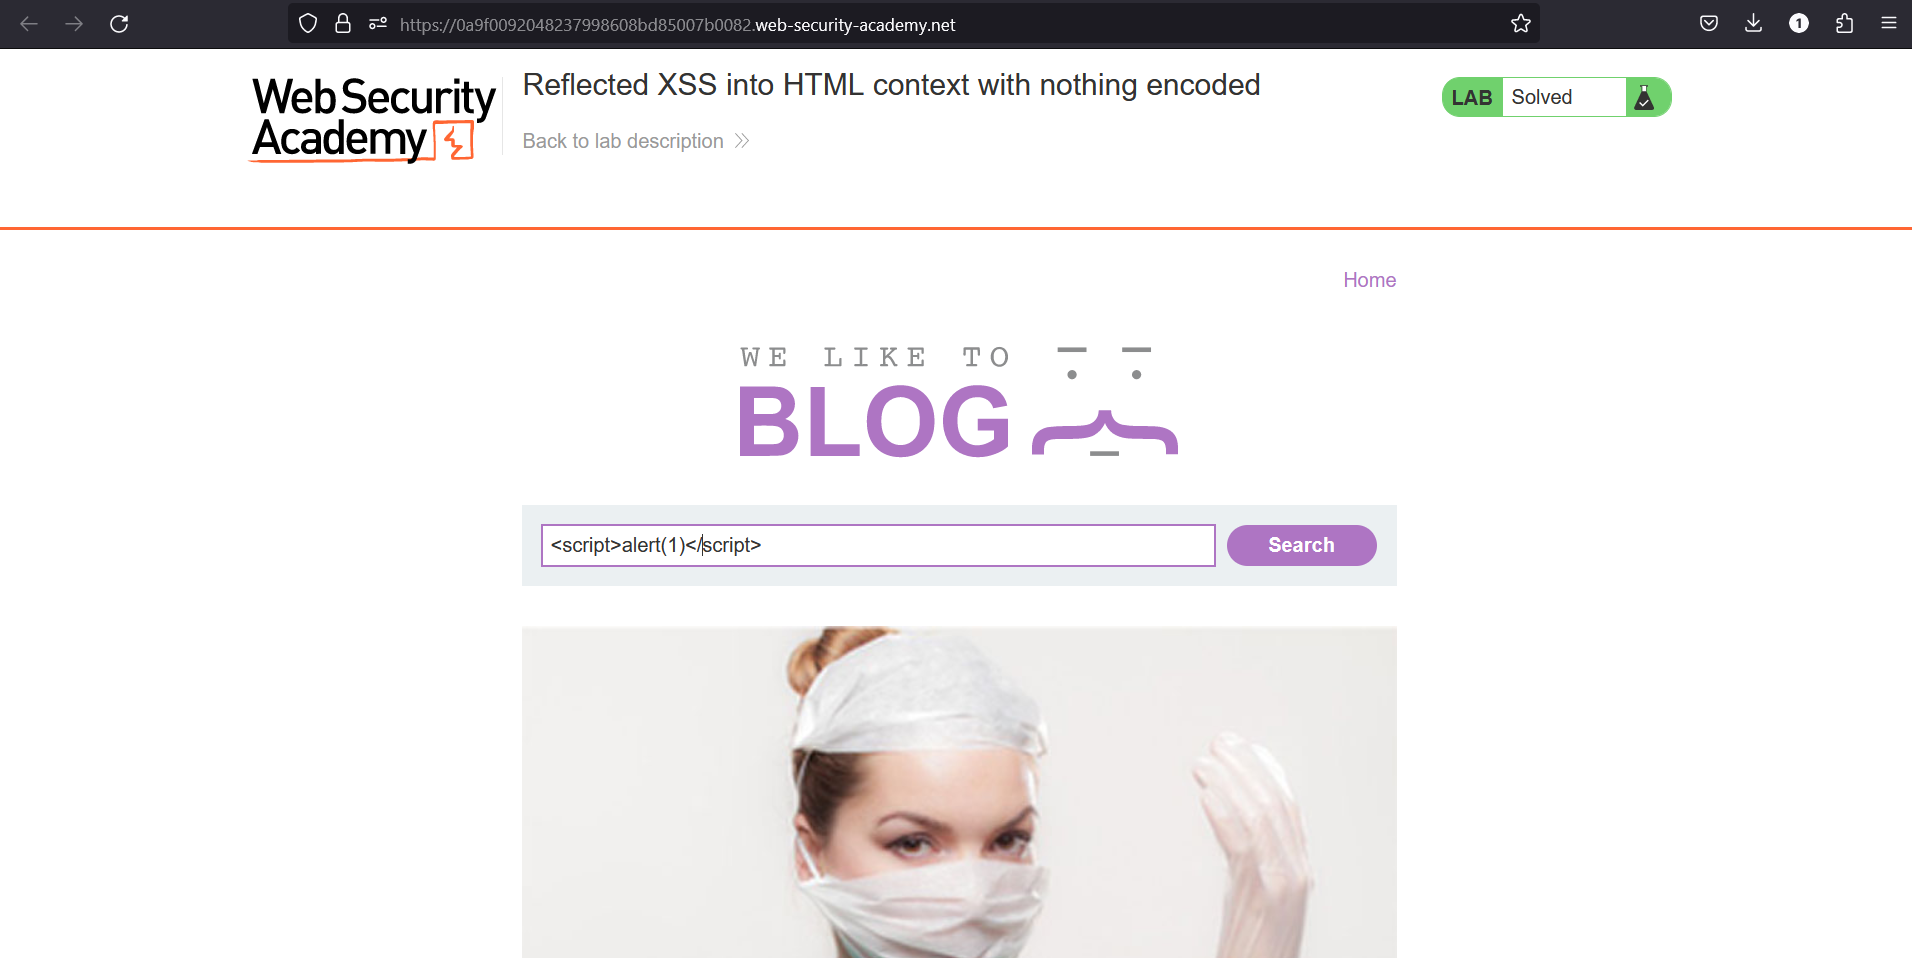 https://0a9f0092048237998608bd85007b0082.web-security-academy.net
1
Web Security
Academy
Reflected XSS into HTML context with nothing encoded
Back to lab description
LAB Solved
Home
WE LIKE TO
BLOG
<script>alert(1)</script>
Search